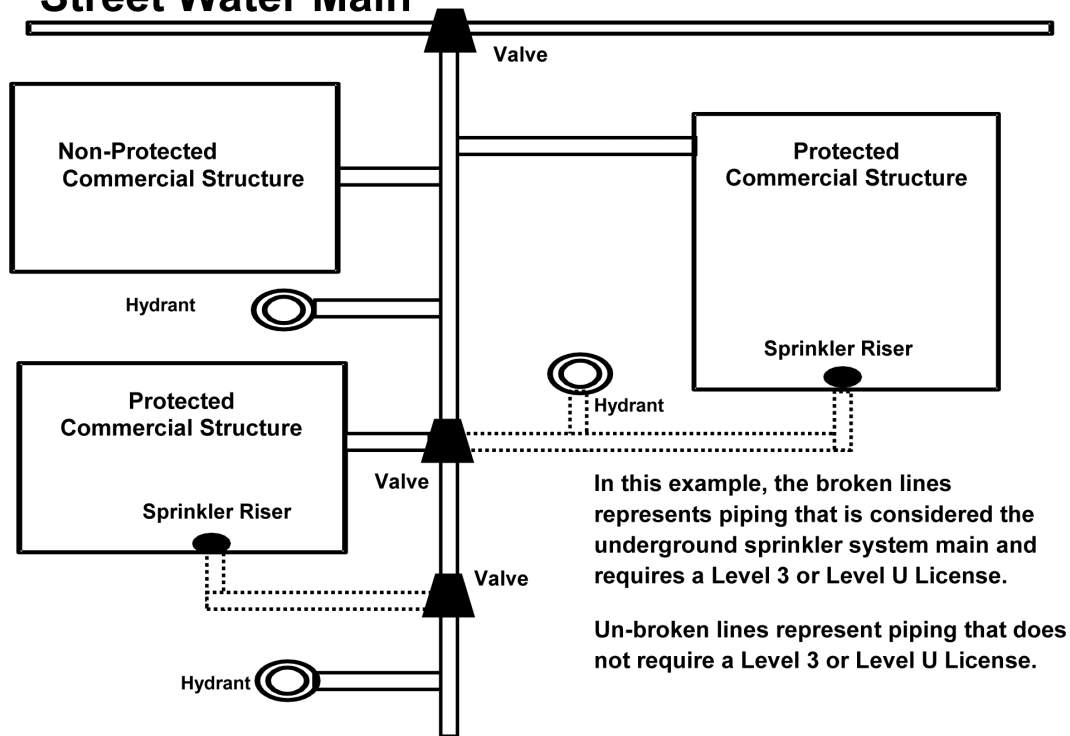 Street Water Main
Valve
Non-Protected
Commercial Structure
Protected
Commercial Structure
Hydrant
Sprinkler Riser
Protected
Commercial Structure
Hydrant
Valve
Sprinkler Riser
In this example, the broken lines
represents piping that is considered the
underground sprinkler system main and
requires a Level 3 or Level U License.
Valve
Un-broken lines represent piping that does
not require a Level 3 or Level U License.
Hydrant